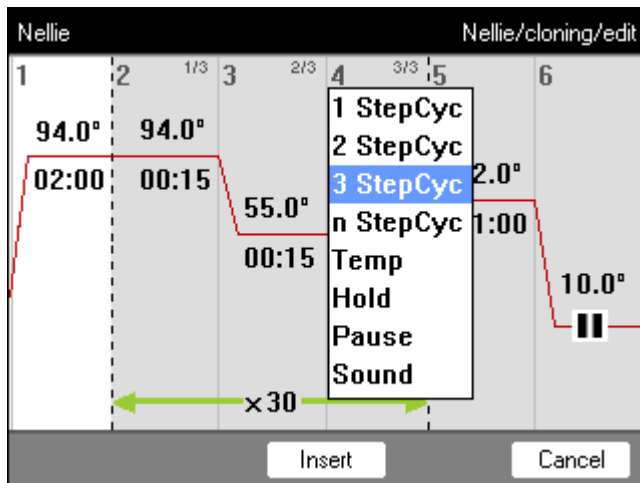 Nellie Nellie/cloning/edit
1 2 1/3 3 2/3 4 3/3 5 6
94.0° 94.0°
02:00 00:15
55.0°
00:15
1 StepCyc
2 StepCyc
3 StepCyc
n StepCyc
Temp
Hold
Pause
Sound
2.0°
1:00
10.0°
×30
Insert Cancel